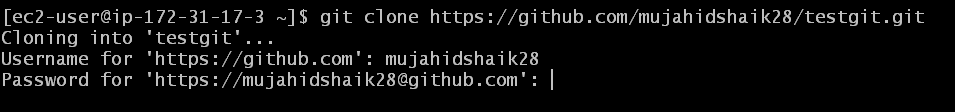 [ec2-user@ip-172-31-17-3 ~]$ git clone https://github.com/mujahidshaik28/testgit.git
Cloning into 'testgit'...
Username for 'https://github.com': mujahidshaik28
Password for 'https://mujahidshaik28@github.com':